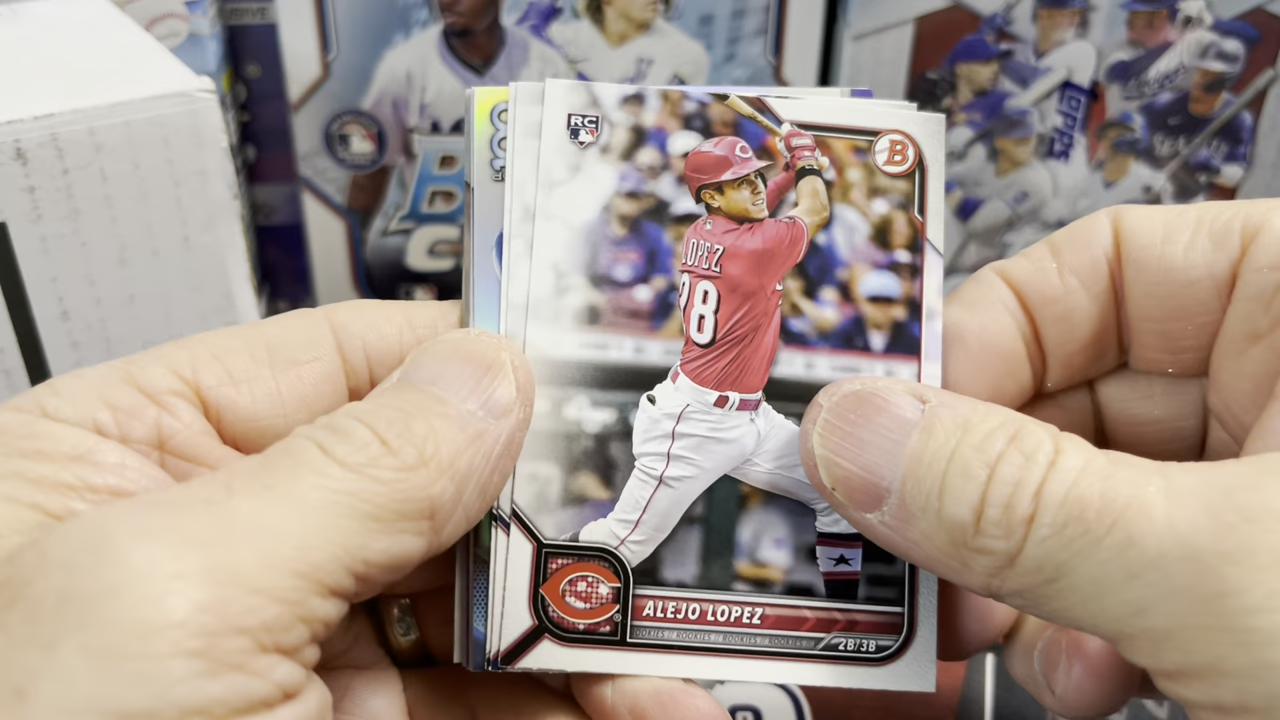 RC
B
LOPEZ
28
ALEJO LOPEZ
ROOKIES // ROOKIES // ROOKIES // ROOKIES
2B/3B